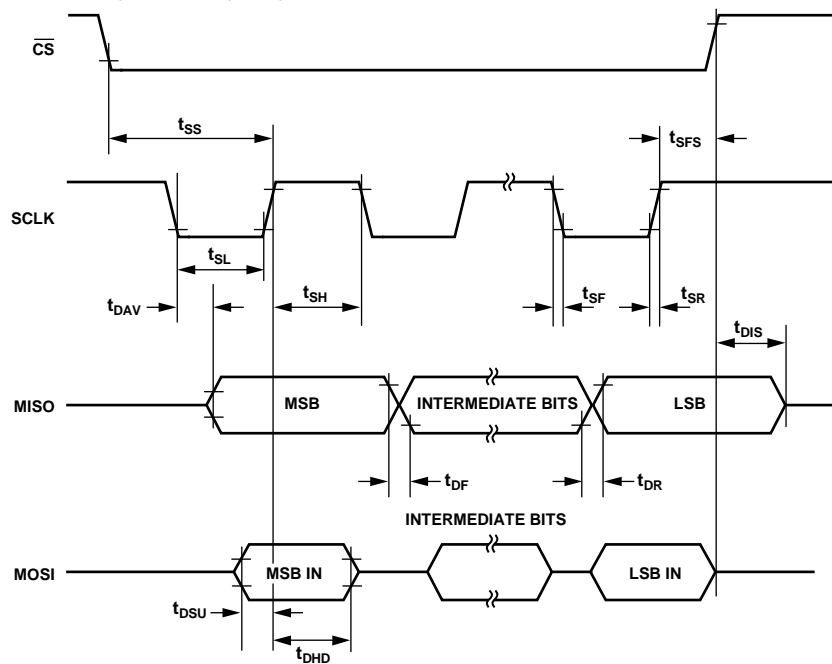 CS
tSS
tSFS
SCLK
tSL
tSH
tSF
tSR
tDAV
tDIS
MISO
MSB
INTERMEDIATE BITS
LSB
tDF
tDR
INTERMEDIATE BITS
MOSI
MSB IN
LSB IN
tDSU
tDHD